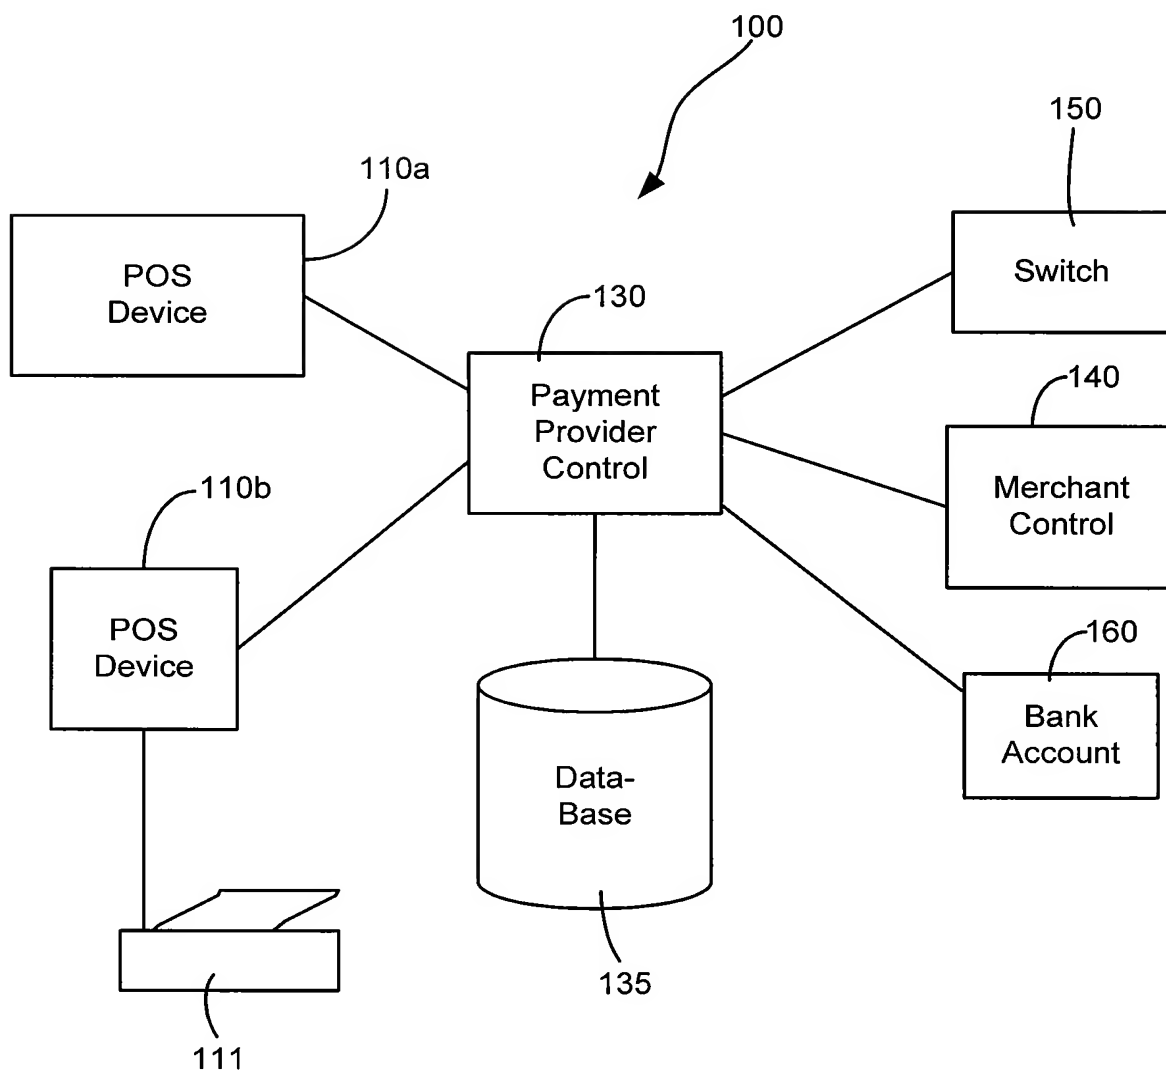 100
150
110a
POS
Device
Switch
130
Payment
Provider
Control
140
Merchant
Control
110b
POS
Device
160
Bank
Account
Data-
Base
135
111